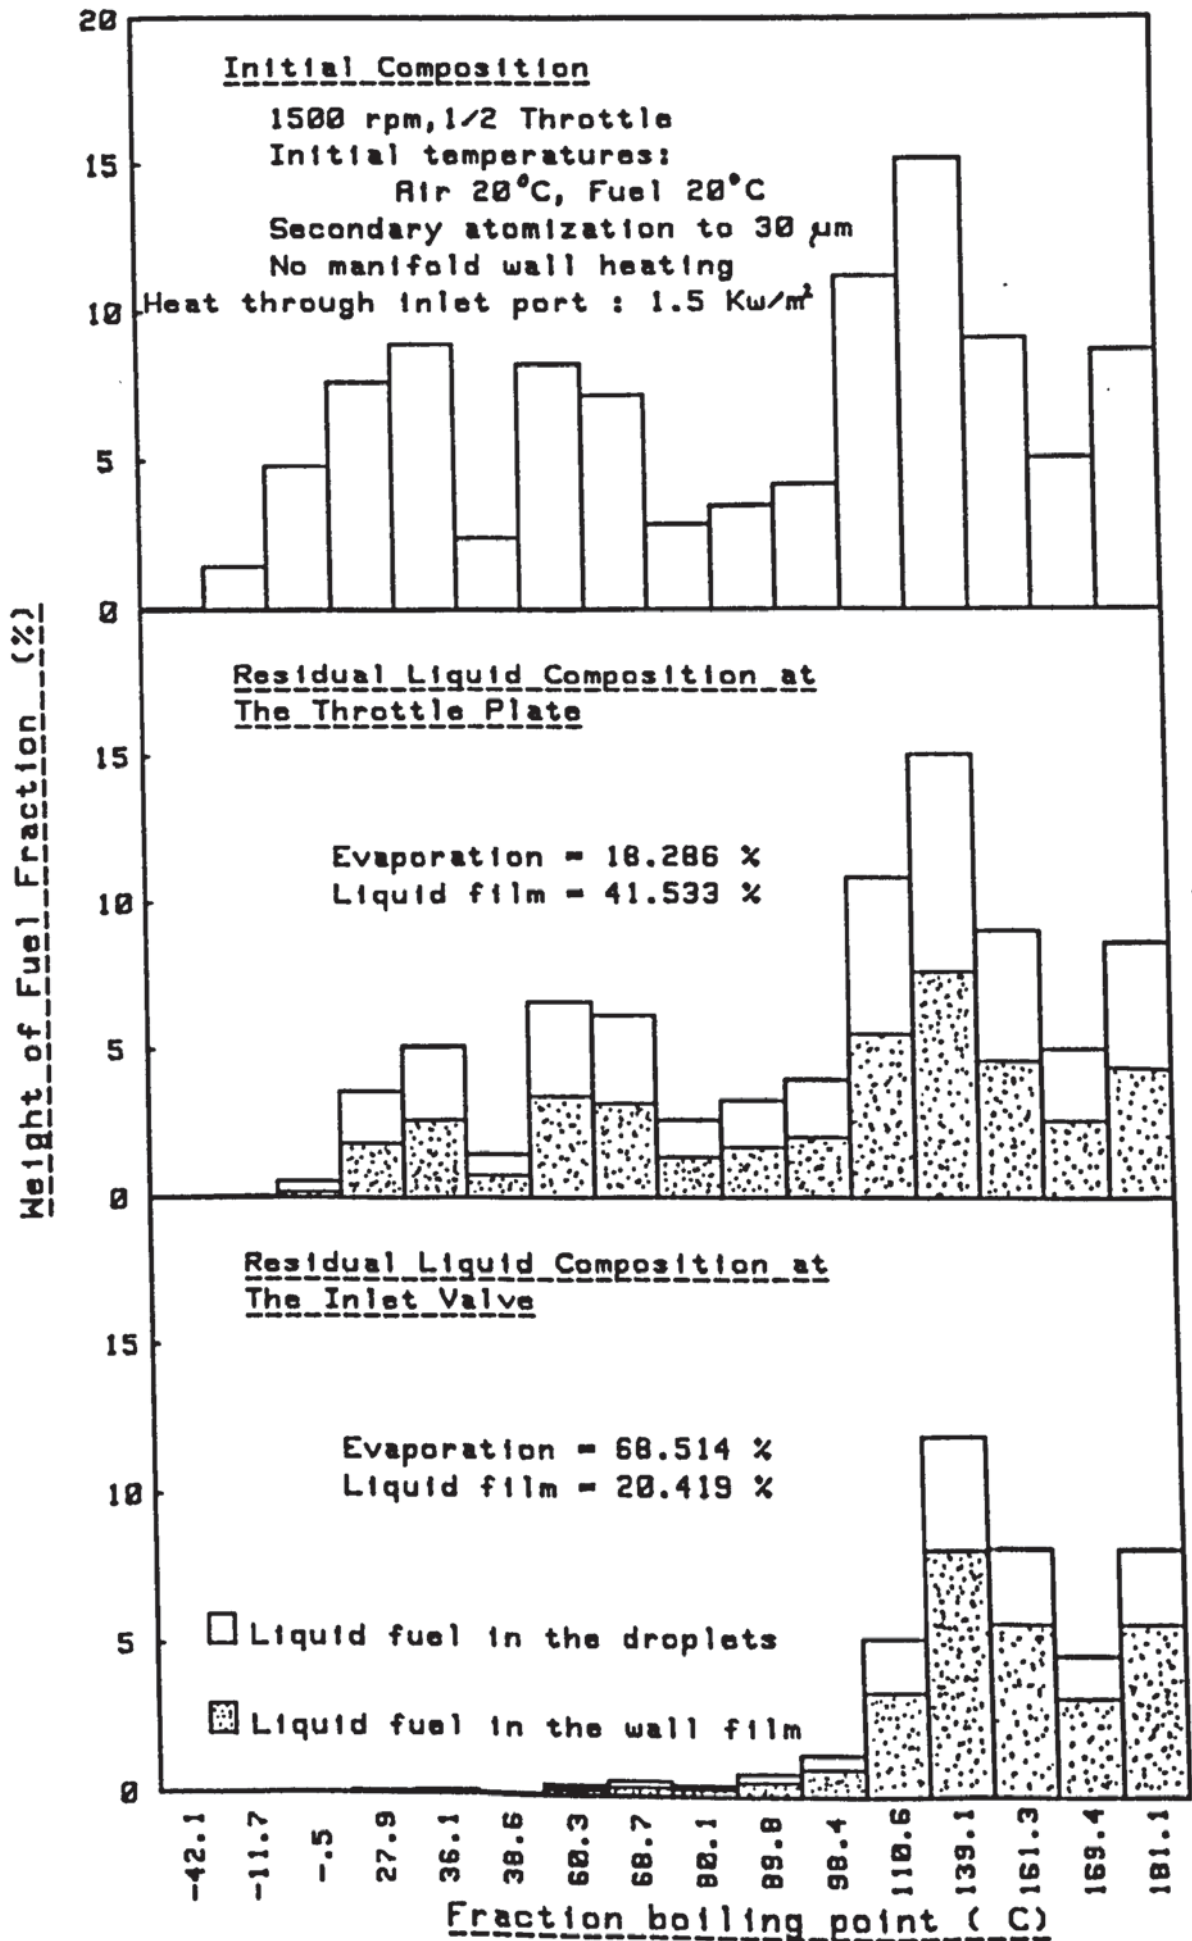 20
Initial Composition
1500 rpm, 1/2 Throttle
Initial temperatures:
15
Air 20°C, Fuel 20°C
Secondary atomization to 30 μm
No manifold wall heating
Heat through inlet port : 1.5 Kw/m²
10
5
0
Weight of Fuel Fraction (%)
Residual Liquid Composition at
The Throttle Plate
15
Evaporation = 18.286 %
Liquid film = 41.533 %
10
5
0
Residual Liquid Composition at
The Inlet Valve
15
Evaporation = 68.514 %
Liquid film = 20.419 %
10
5
Liquid fuel in the droplets
Liquid fuel in the wall film
0
-42.1 -11.7 -.5 27.9 36.1 38.6 60.3 68.7 80.1 89.8 98.4 110.6 139.1 161.3 169.4 181.1
Fraction boiling point ( C)